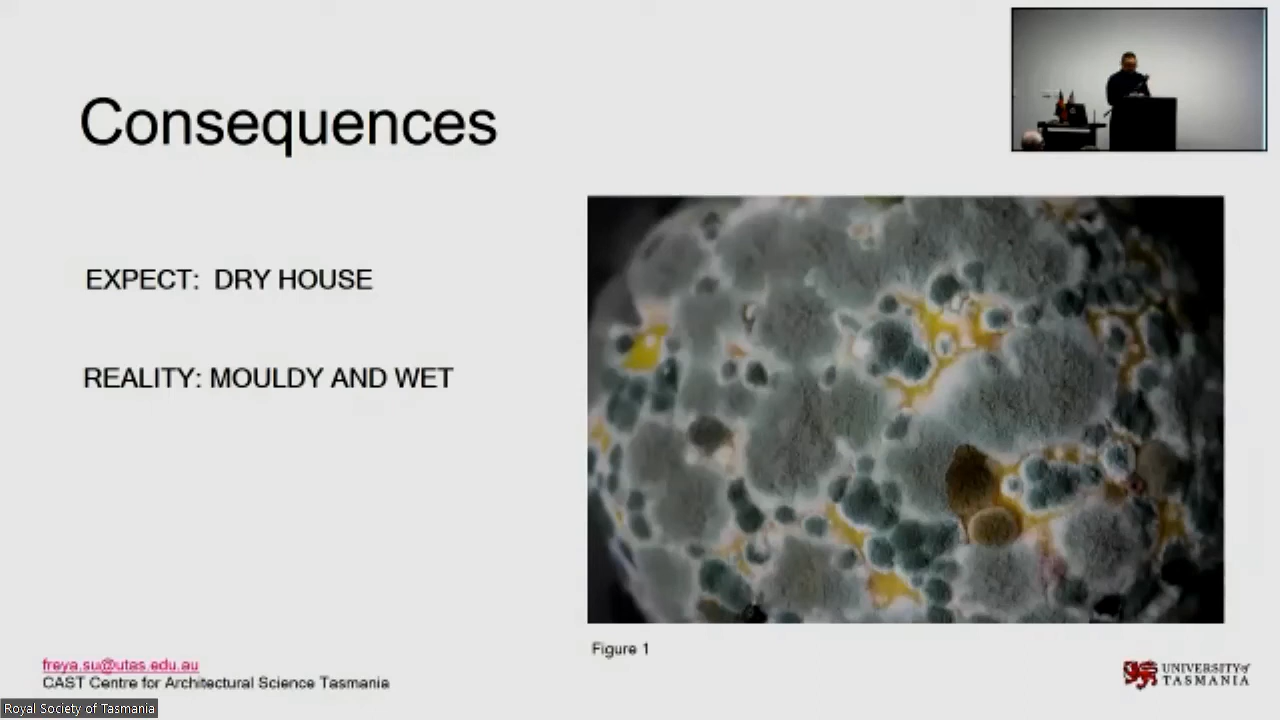 Consequences
EXPECT: DRY HOUSE
REALITY: MOULDY AND WET
Figure 1
freya.su@utas.edu.au
CAST Centre for Architectural Science Tasmania
UNIVERSITY of
TASMANIA
Royal Society of Tasmania